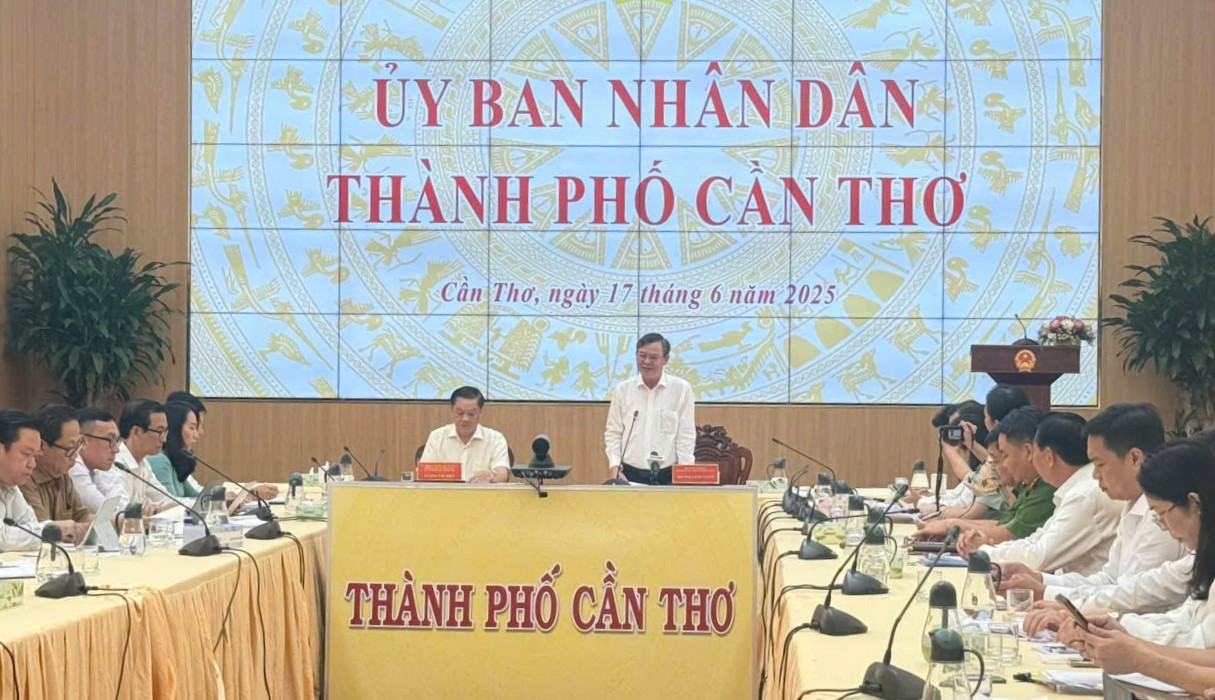 ỦY BAN NHÂN DÂN
THÀNH PHỐ CẦN THƠ
Cần Thơ, ngày 17 tháng 6 năm 2025
THÀNH PHỐ CẦN THƠ